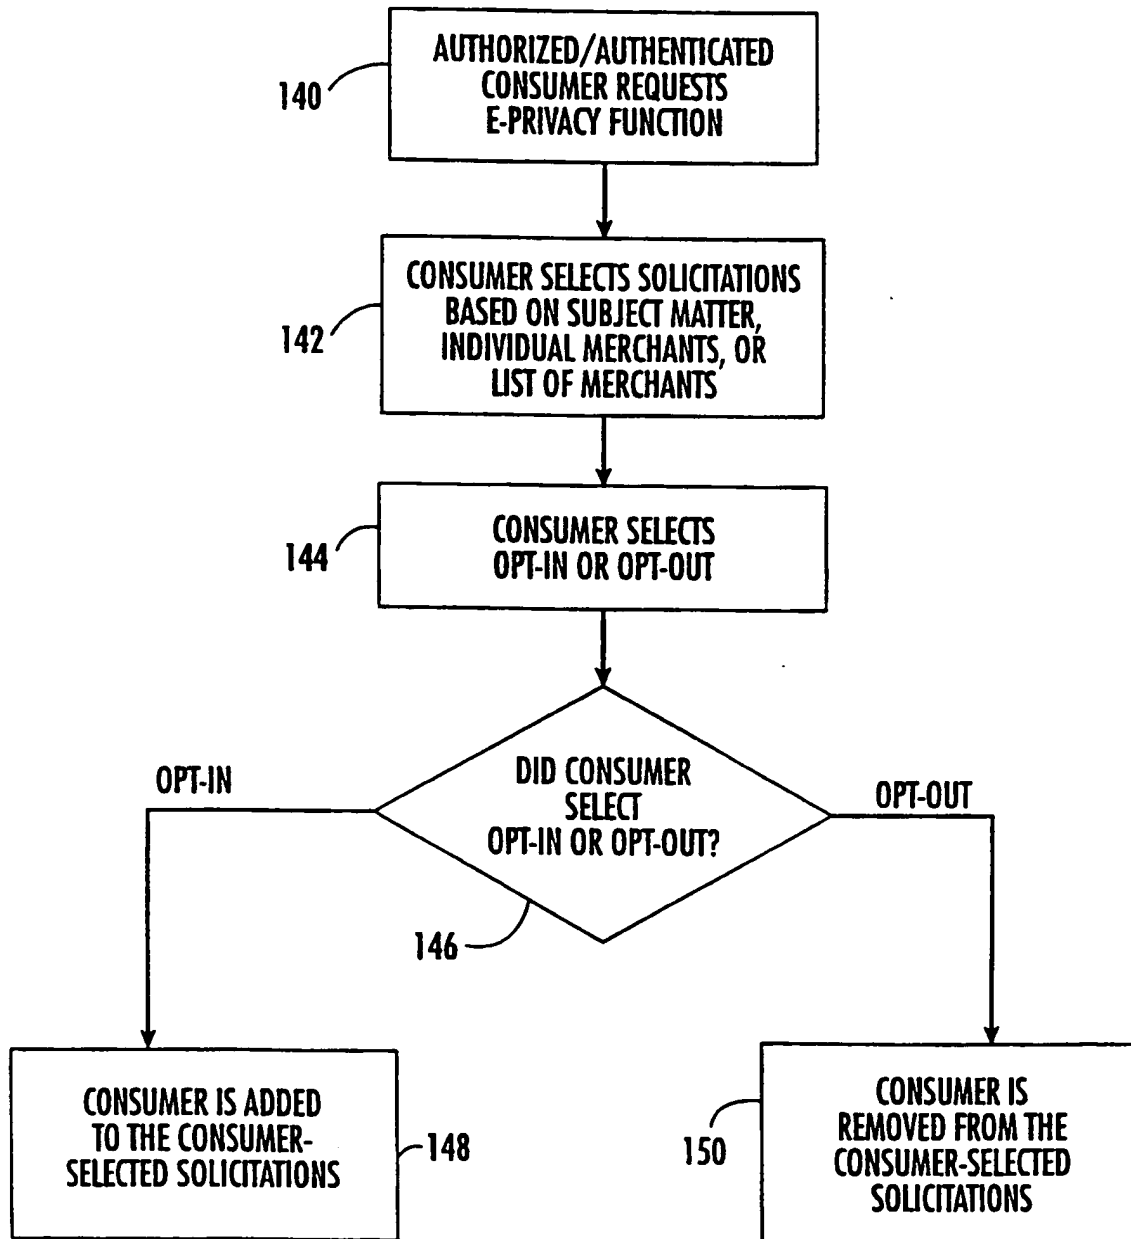 AUTHORIZED/AUTHENTICATED
CONSUMER REQUESTS
E-PRIVACY FUNCTION
140
CONSUMER SELECTS SOLICITATIONS
BASED ON SUBJECT MATTER,
INDIVIDUAL MERCHANTS, OR
LIST OF MERCHANTS
142
CONSUMER SELECTS
OPT-IN OR OPT-OUT
144
DID CONSUMER
SELECT
OPT-IN OR OPT-OUT?
146
OPT-IN
OPT-OUT
CONSUMER IS ADDED
TO THE CONSUMER-
SELECTED SOLICITATIONS
148
CONSUMER IS
REMOVED FROM THE
CONSUMER-SELECTED
SOLICITATIONS
150